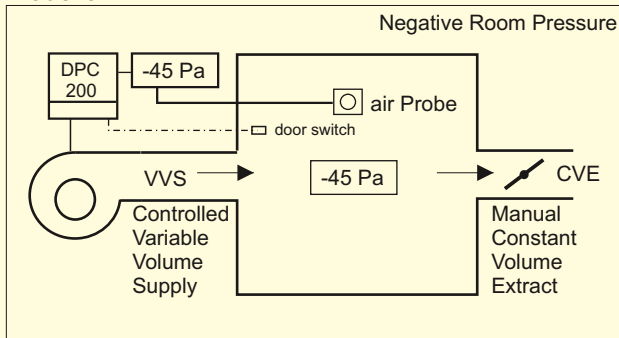 Negative Room Pressure
DPC
200
-45 Pa
air Probe
door switch
VVS
-45 Pa
CVE
Controlled
Variable
Volume
Supply
Manual
Constant
Volume
Extract